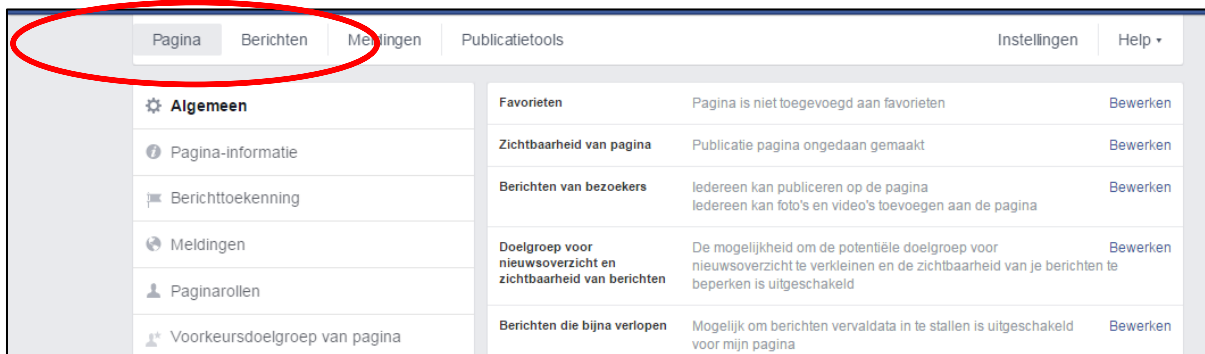 Pagina Berichten Meldingen Publicatietools Instellingen Help
Algemeen
Pagina-informatie
Berichttoekenning
Meldingen
Paginarollen
Voorkeursdoelgroep van pagina
Favorieten Pagina is niet toegevoegd aan favorieten Bewerken
Zichtbaarheid van pagina Publicatie pagina ongedaan gemaakt Bewerken
Berichten van bezoekers Iedereen kan publiceren op de pagina Bewerken
Iedereen kan foto's en video's toevoegen aan de pagina
Doelgroep voor De mogelijkheid om de potentiële doelgroep voor Bewerken
nieuwsoverzicht en nieuwsoverzicht te verkleinen en de zichtbaarheid van je berichten te
zichtbaarheid van berichten beperken is uitgeschakeld
Berichten die bijna verlopen Mogelijk om berichten vervaldata in te stellen is uitgeschakeld Bewerken
voor mijn pagina